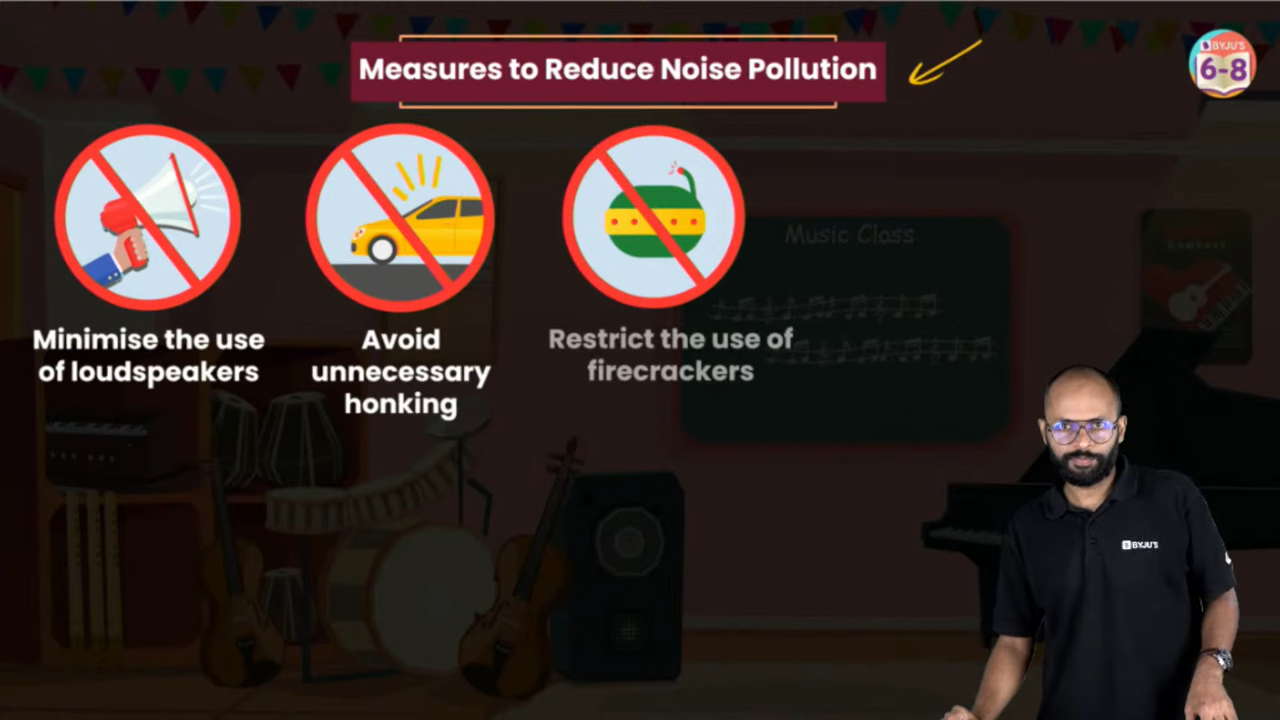 Measures to Reduce Noise Pollution
BYJU'S
6-8
Minimise the use
of loudspeakers
Avoid
unnecessary
honking
Restrict the use of
firecrackers
Music Class
BYJU'S